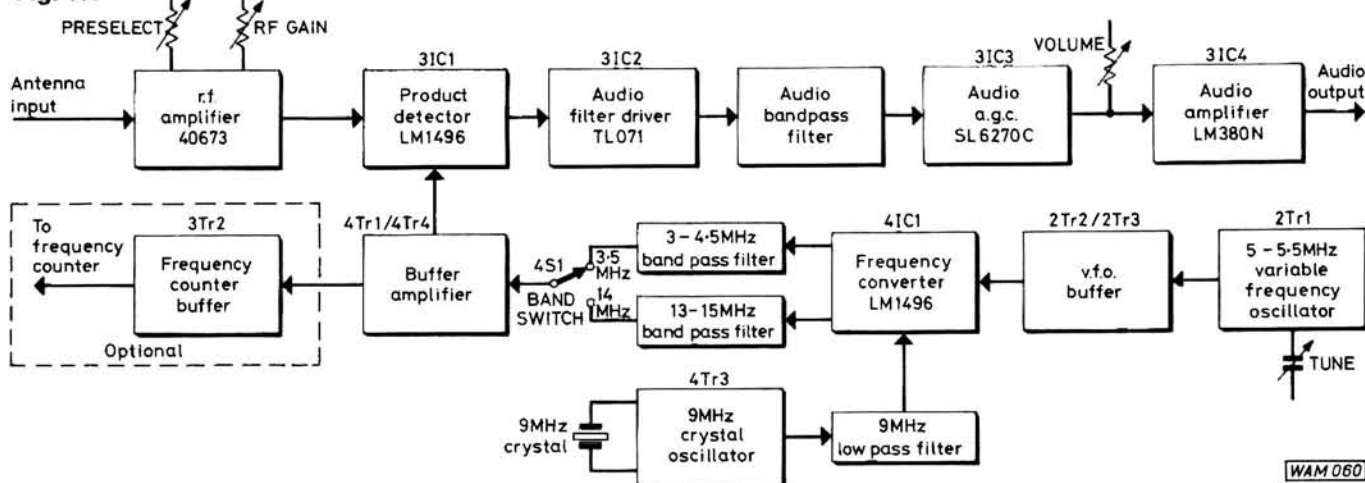 PRESELECT
RF GAIN
Antenna
input
r.f.
amplifier
40673
3IC1
Product
detector
LM1496
3IC2
Audio
filter driver
TL071
Audio
bandpass
filter
3IC3
Audio
a.g.c.
SL6270C
VOLUME
3IC4
Audio
amplifier
LM380N
Audio
output
To
frequency
counter
3Tr2
Frequency
counter
buffer
Optional
4Tr1/4Tr4
Buffer
amplifier
4S1
BAND
SWITCH
3·5
MHz
14
MHz
3-4·5MHz
band pass filter
13-15MHz
band pass filter
4IC1
Frequency
converter
LM1496
2Tr2/2Tr3
v.f.o.
buffer
2Tr1
5-5·5MHz
variable
frequency
oscillator
TUNE
9MHz
crystal
4Tr3
9MHz
crystal
oscillator
9MHz
low pass filter
WAM 060